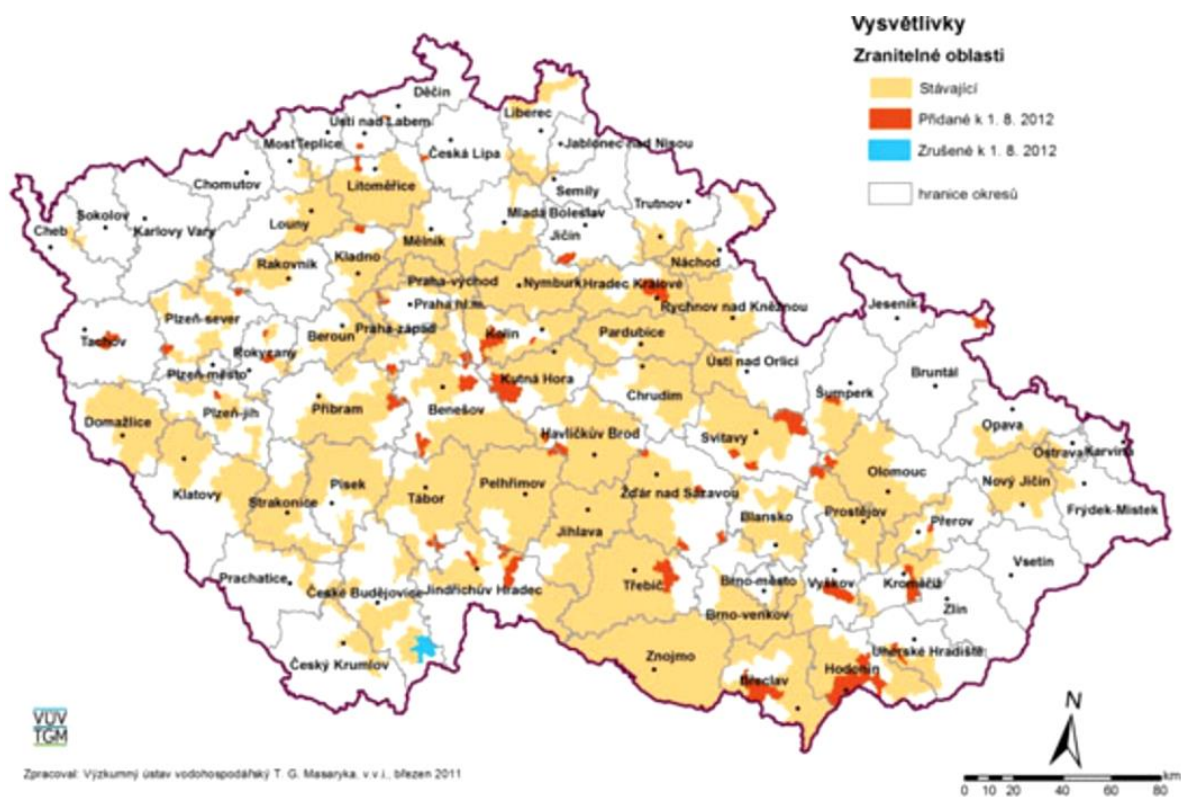 Vysvětlivky
Zranitelné oblasti
Stávající
Přidané k 1. 8. 2012
Zrušené k 1. 8. 2012
hranice okresů
Děčín
Liberec
Ústí nad Labem
Most Teplice
Jablonec nad Nisou
Česká Lípa
Chomutov
Litoměřice
Semily
Trutnov
Sokolov
Karlovy Vary
Cheb
Louny
Mladá Boleslav
Jičín
Mělník
Kladno
Rakovník
Náchod
Praha-východ
Nymburk
Hradec Králové
Praha hl.m.
Rychnov nad Kněžnou
Jeseník
Plzeň-sever
Tachov
Beroun
Praha-západ
Kolín
Pardubice
Rokycany
Ústí nad Orlicí
Plzeň-město
Kutná Hora
Bruntál
Šumperk
Chrudim
Plzeň-jih
Příbram
Benešov
Domažlice
Opava
Havlíčkův Brod
Svitavy
Ostrava
Karviná
Olomouc
Klatovy
Písek
Pelhřimov
Nový Jičín
Strakonice
Tábor
Žďár nad Sázavou
Frýdek-Místek
Prostějov
Blansko
Přerov
Jihlava
Vsetín
Prachatice
České Budějovice
Jindřichův Hradec
Třebíč
Brno-město
Vyškov
Kroměříž
Zlín
Brno-venkov
Český Krumlov
Znojmo
Uherské Hradiště
Hodonín
Břeclav
VÚV
TGM
N
km
0 10 20 40 60 80
Zpracoval: Výzkumný ústav vodohospodářský T. G. Masaryka, v.v.i., březen 2011